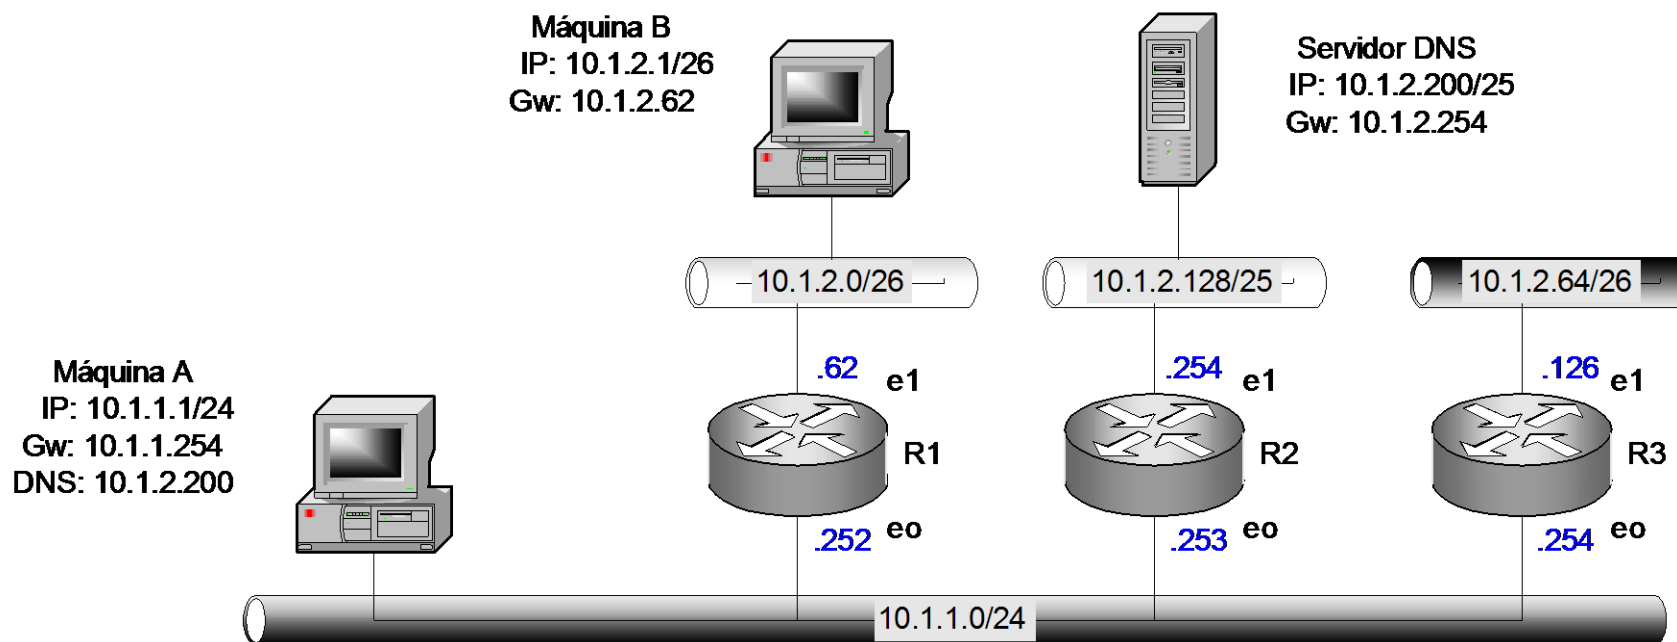 Máquina B
IP: 10.1.2.1/26
Gw: 10.1.2.62
Servidor DNS
IP: 10.1.2.200/25
Gw: 10.1.2.254
10.1.2.0/26
10.1.2.128/25
10.1.2.64/26
Máquina A
IP: 10.1.1.1/24
Gw: 10.1.1.254
DNS: 10.1.2.200
.62 e1
R1
.252 eo
.254 e1
R2
.253 eo
.126 e1
R3
.254 eo
10.1.1.0/24